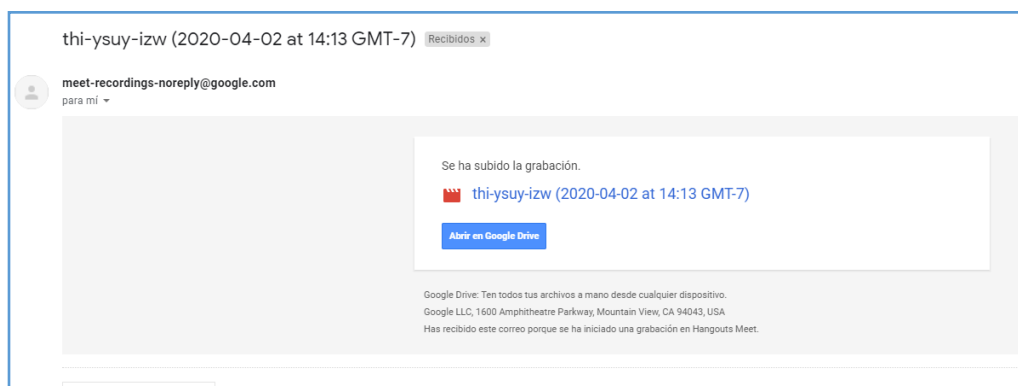 thi-ysuy-izw (2020-04-02 at 14:13 GMT-7) Recibidos ×
meet-recordings-noreply@google.com
para mí
Se ha subido la grabación.
thi-ysuy-izw (2020-04-02 at 14:13 GMT-7)
Abrir en Google Drive
Google Drive: Ten todos tus archivos a mano desde cualquier dispositivo.
Google LLC, 1600 Amphitheatre Parkway, Mountain View, CA 94043, USA
Has recibido este correo porque se ha iniciado una grabación en Hangouts Meet.